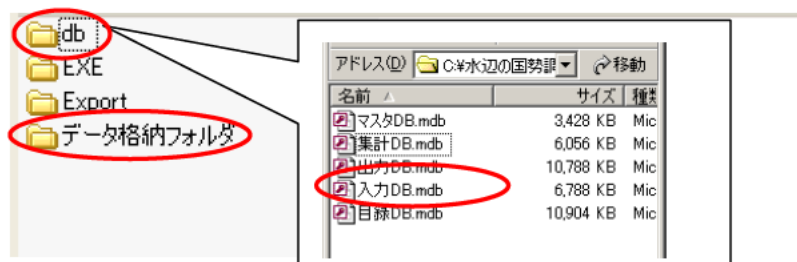 db
EXE
Export
データ格納フォルダ
アドレス(D) C:¥水辺の国勢調 移動
名前 サイズ 種類
マスタDB.mdb 3,428 KB Mic
集計DB.mdb 6,056 KB Mic
出力DB.mdb 10,788 KB Mic
入力DB.mdb 6,788 KB Mic
目録DB.mdb 10,904 KB Mic